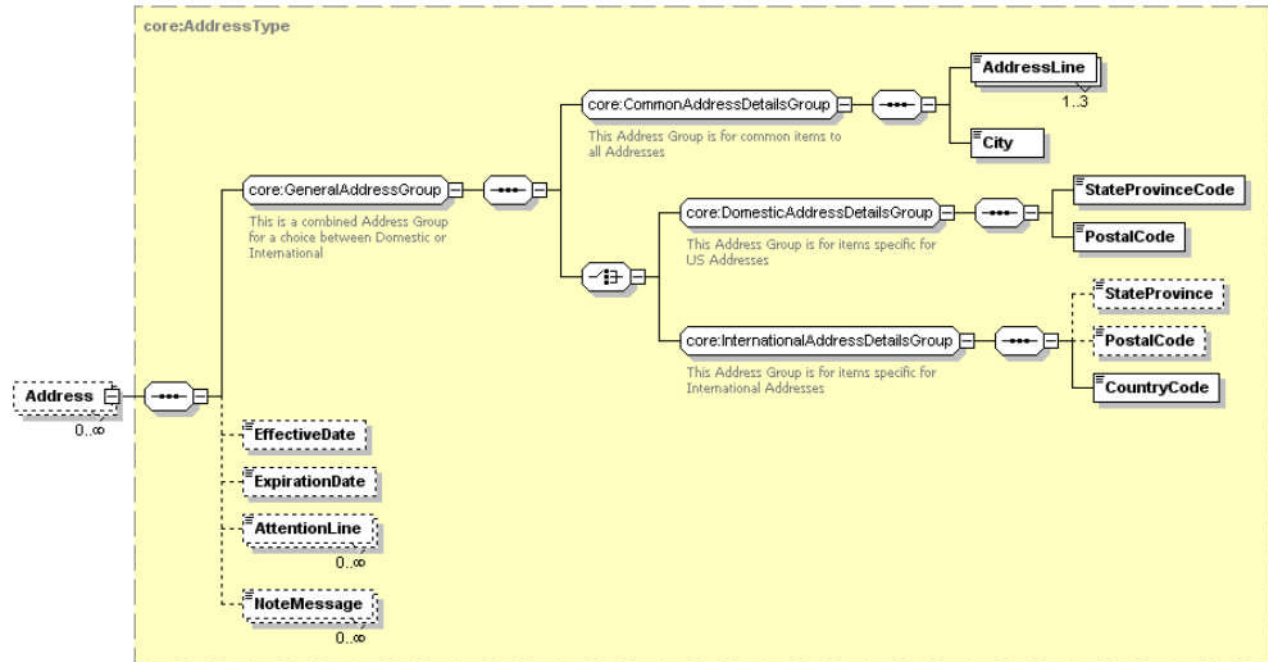 core:AddressType
AddressLine
1..3
core:CommonAddressDetailsGroup
This Address Group is for common items to
all Addresses
City
core:GeneralAddressGroup
This is a combined Address Group
for a choice between Domestic or
International
StateProvinceCode
core:DomesticAddressDetailsGroup
This Address Group is for items specific for
US Addresses
PostalCode
StateProvince
core:InternationalAddressDetailsGroup
This Address Group is for items specific for
International Addresses
PostalCode
CountryCode
Address
0..∞
EffectiveDate
ExpirationDate
AttentionLine
0..∞
NoteMessage
0..∞